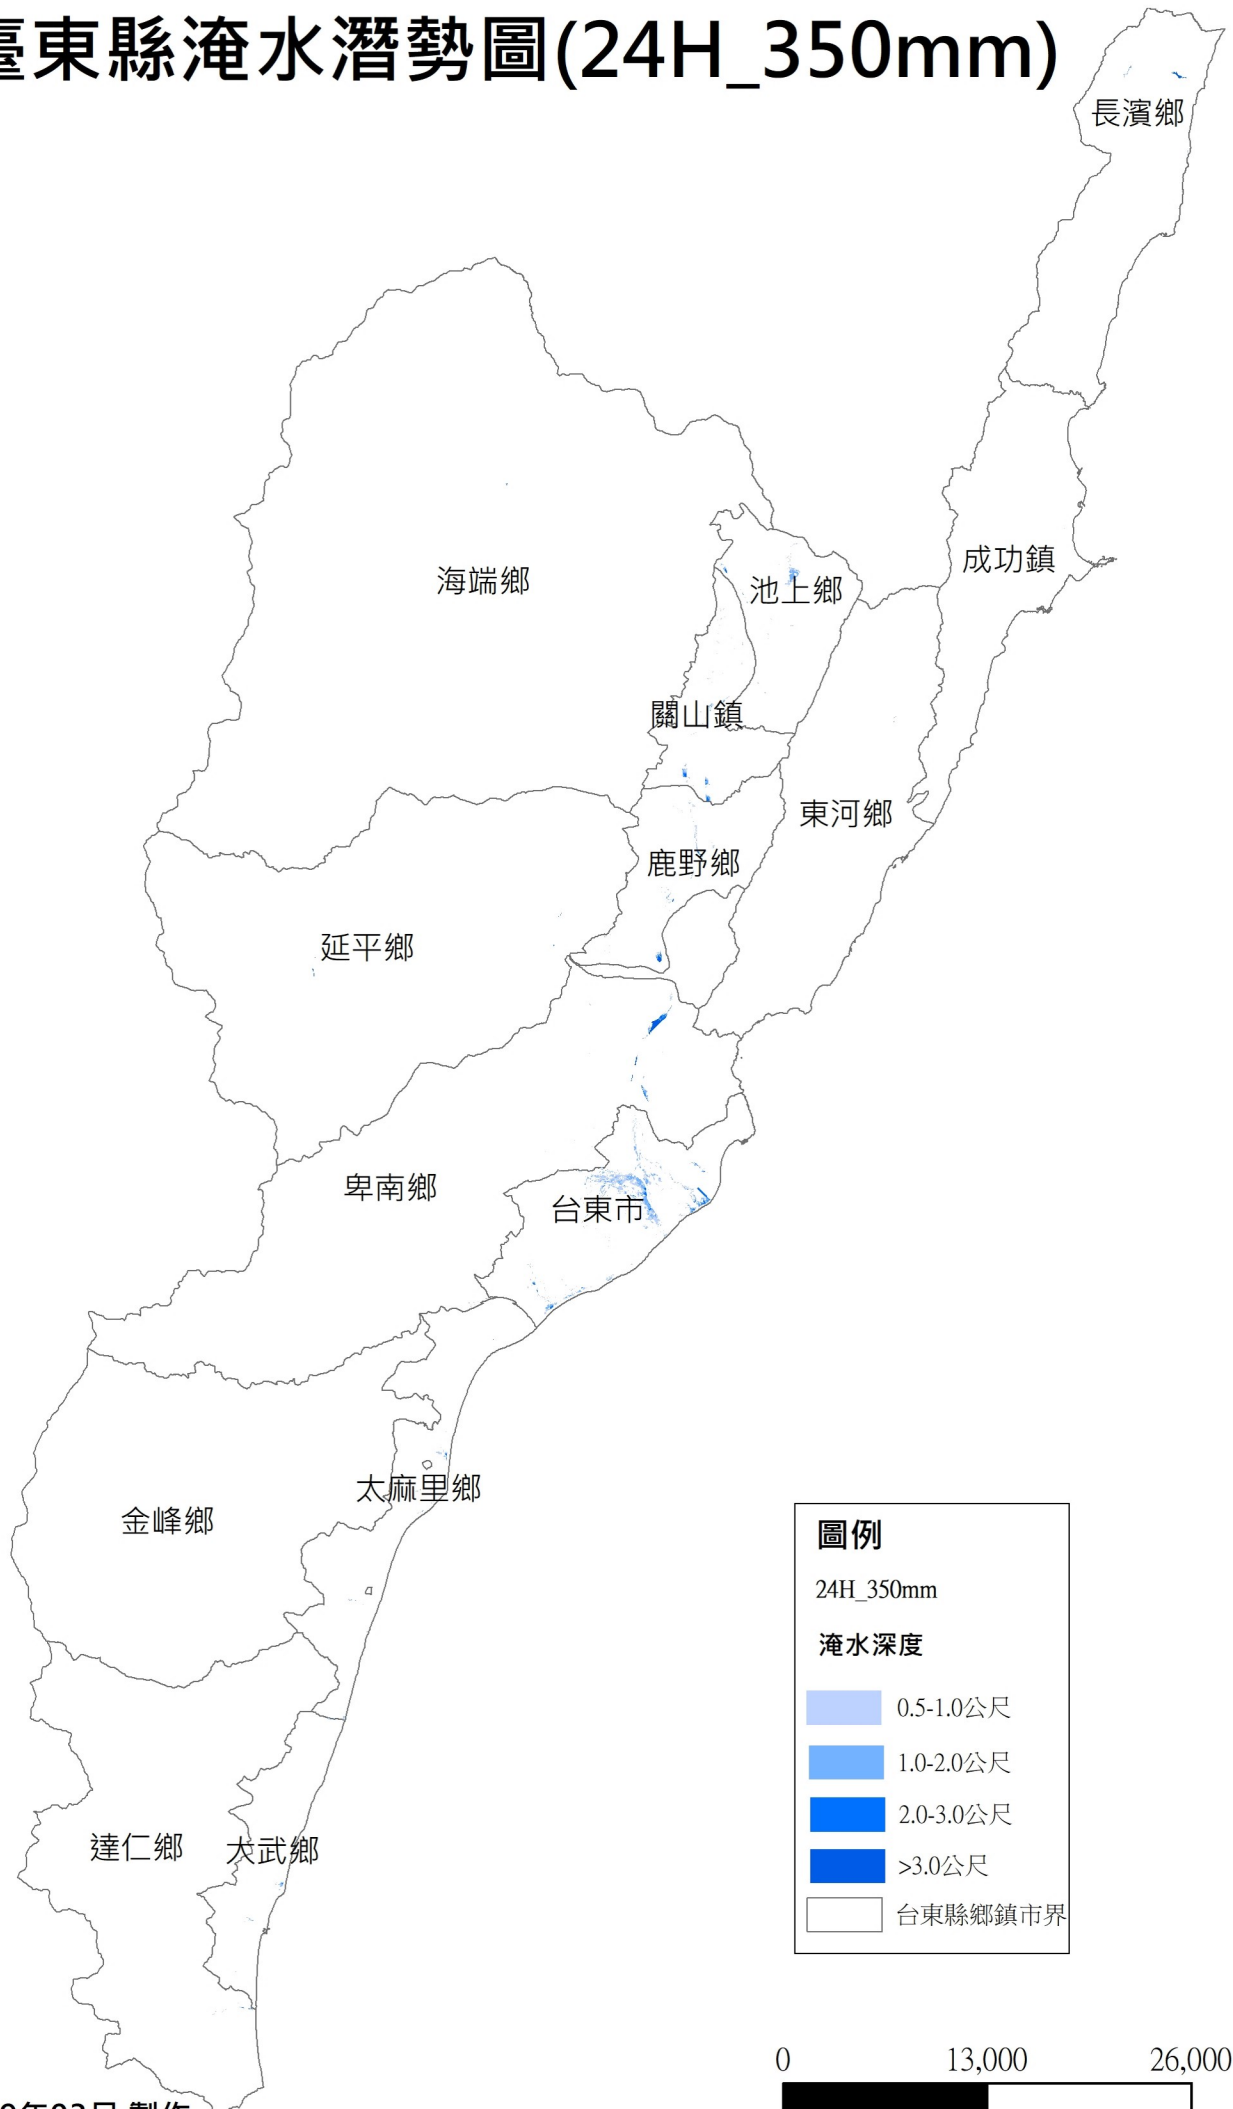 臺東縣淹水潛勢圖(24H_350mm)
長濱鄉
成功鎮
海端鄉
池上鄉
關山鎮
東河鄉
鹿野鄉
延平鄉
卑南鄉
台東市
太麻里鄉
金峰鄉
達仁鄉
大武鄉
圖例
24H_350mm
淹水深度
0.5-1.0公尺
1.0-2.0公尺
2.0-3.0公尺
>3.0公尺
台東縣鄉鎮市界
0 13,000 26,000